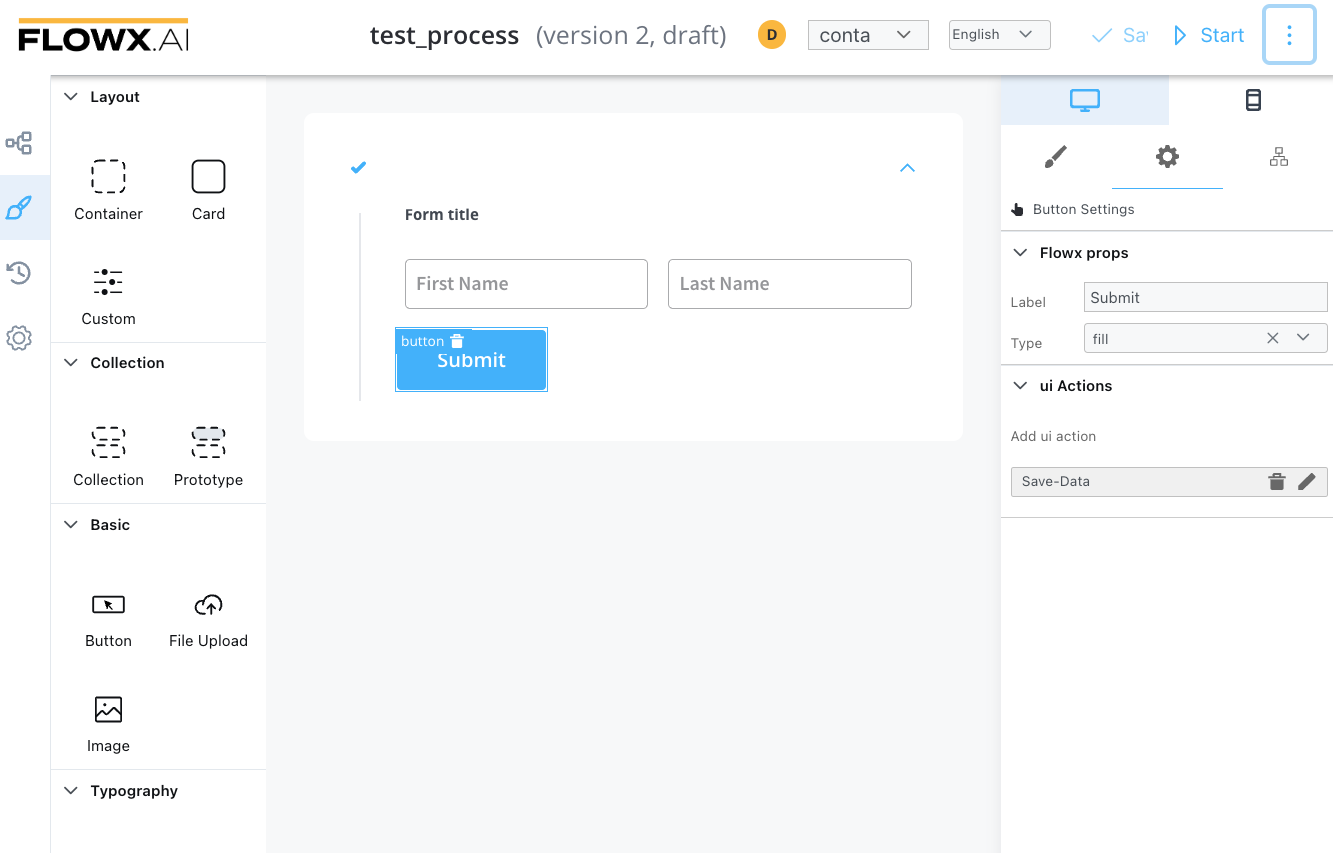 FLOWX.AI
test_process (version 2, draft)
D
conta
English
Sav
Start
Layout
Container
Card
Custom
Collection
Collection
Prototype
Basic
Button
File Upload
Image
Typography
Form title
First Name
Last Name
button
Submit
Button Settings
Flowx props
Label
Submit
Type
fill
ui Actions
Add ui action
Save-Data